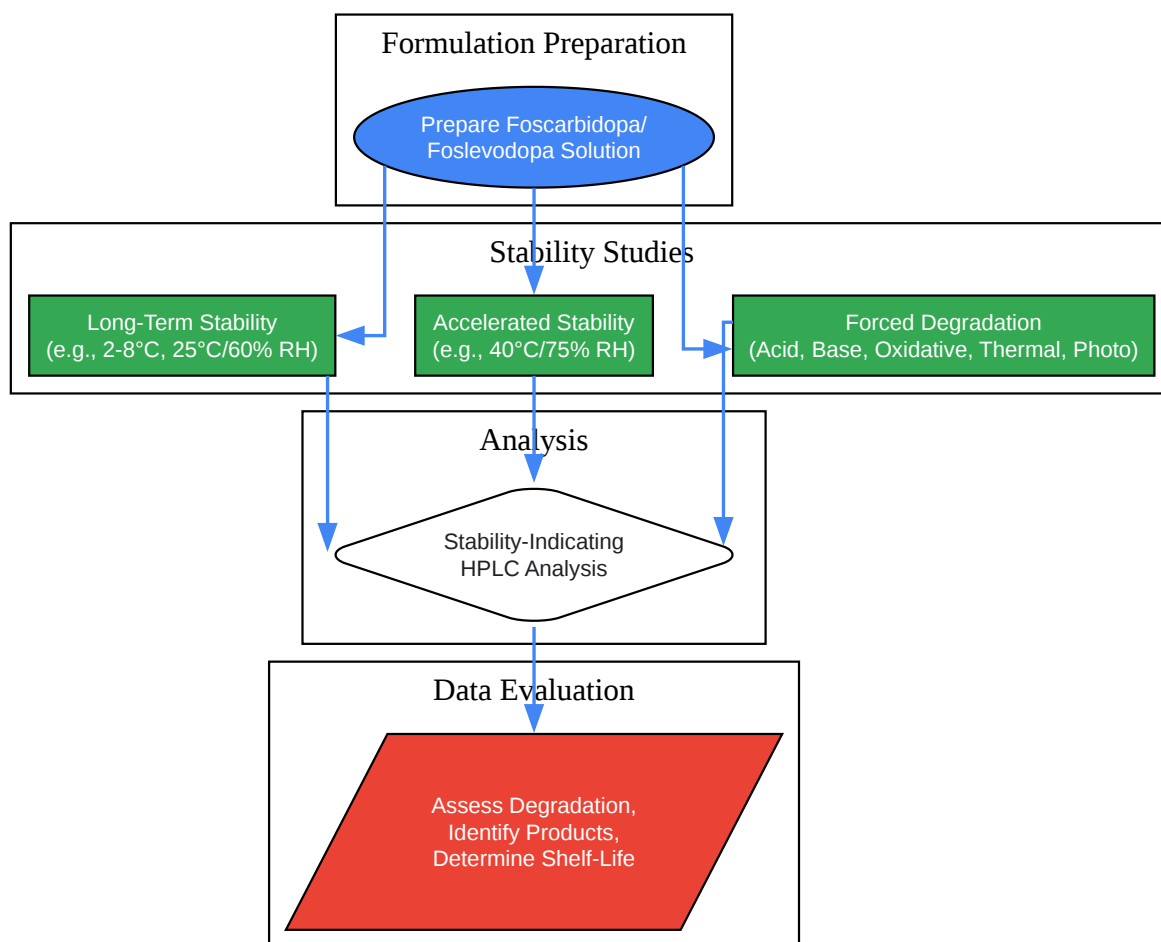 Formulation Preparation
Prepare Foscarbidopa/
Foslevodopa Solution
Stability Studies
Long-Term Stability
(e.g., 2-8°C, 25°C/60% RH)
Accelerated Stability
(e.g., 40°C/75% RH)
Forced Degradation
(Acid, Base, Oxidative, Thermal, Photo)
Analysis
Stability-Indicating
HPLC Analysis
Data Evaluation
Assess Degradation,
Identify Products,
Determine Shelf-Life